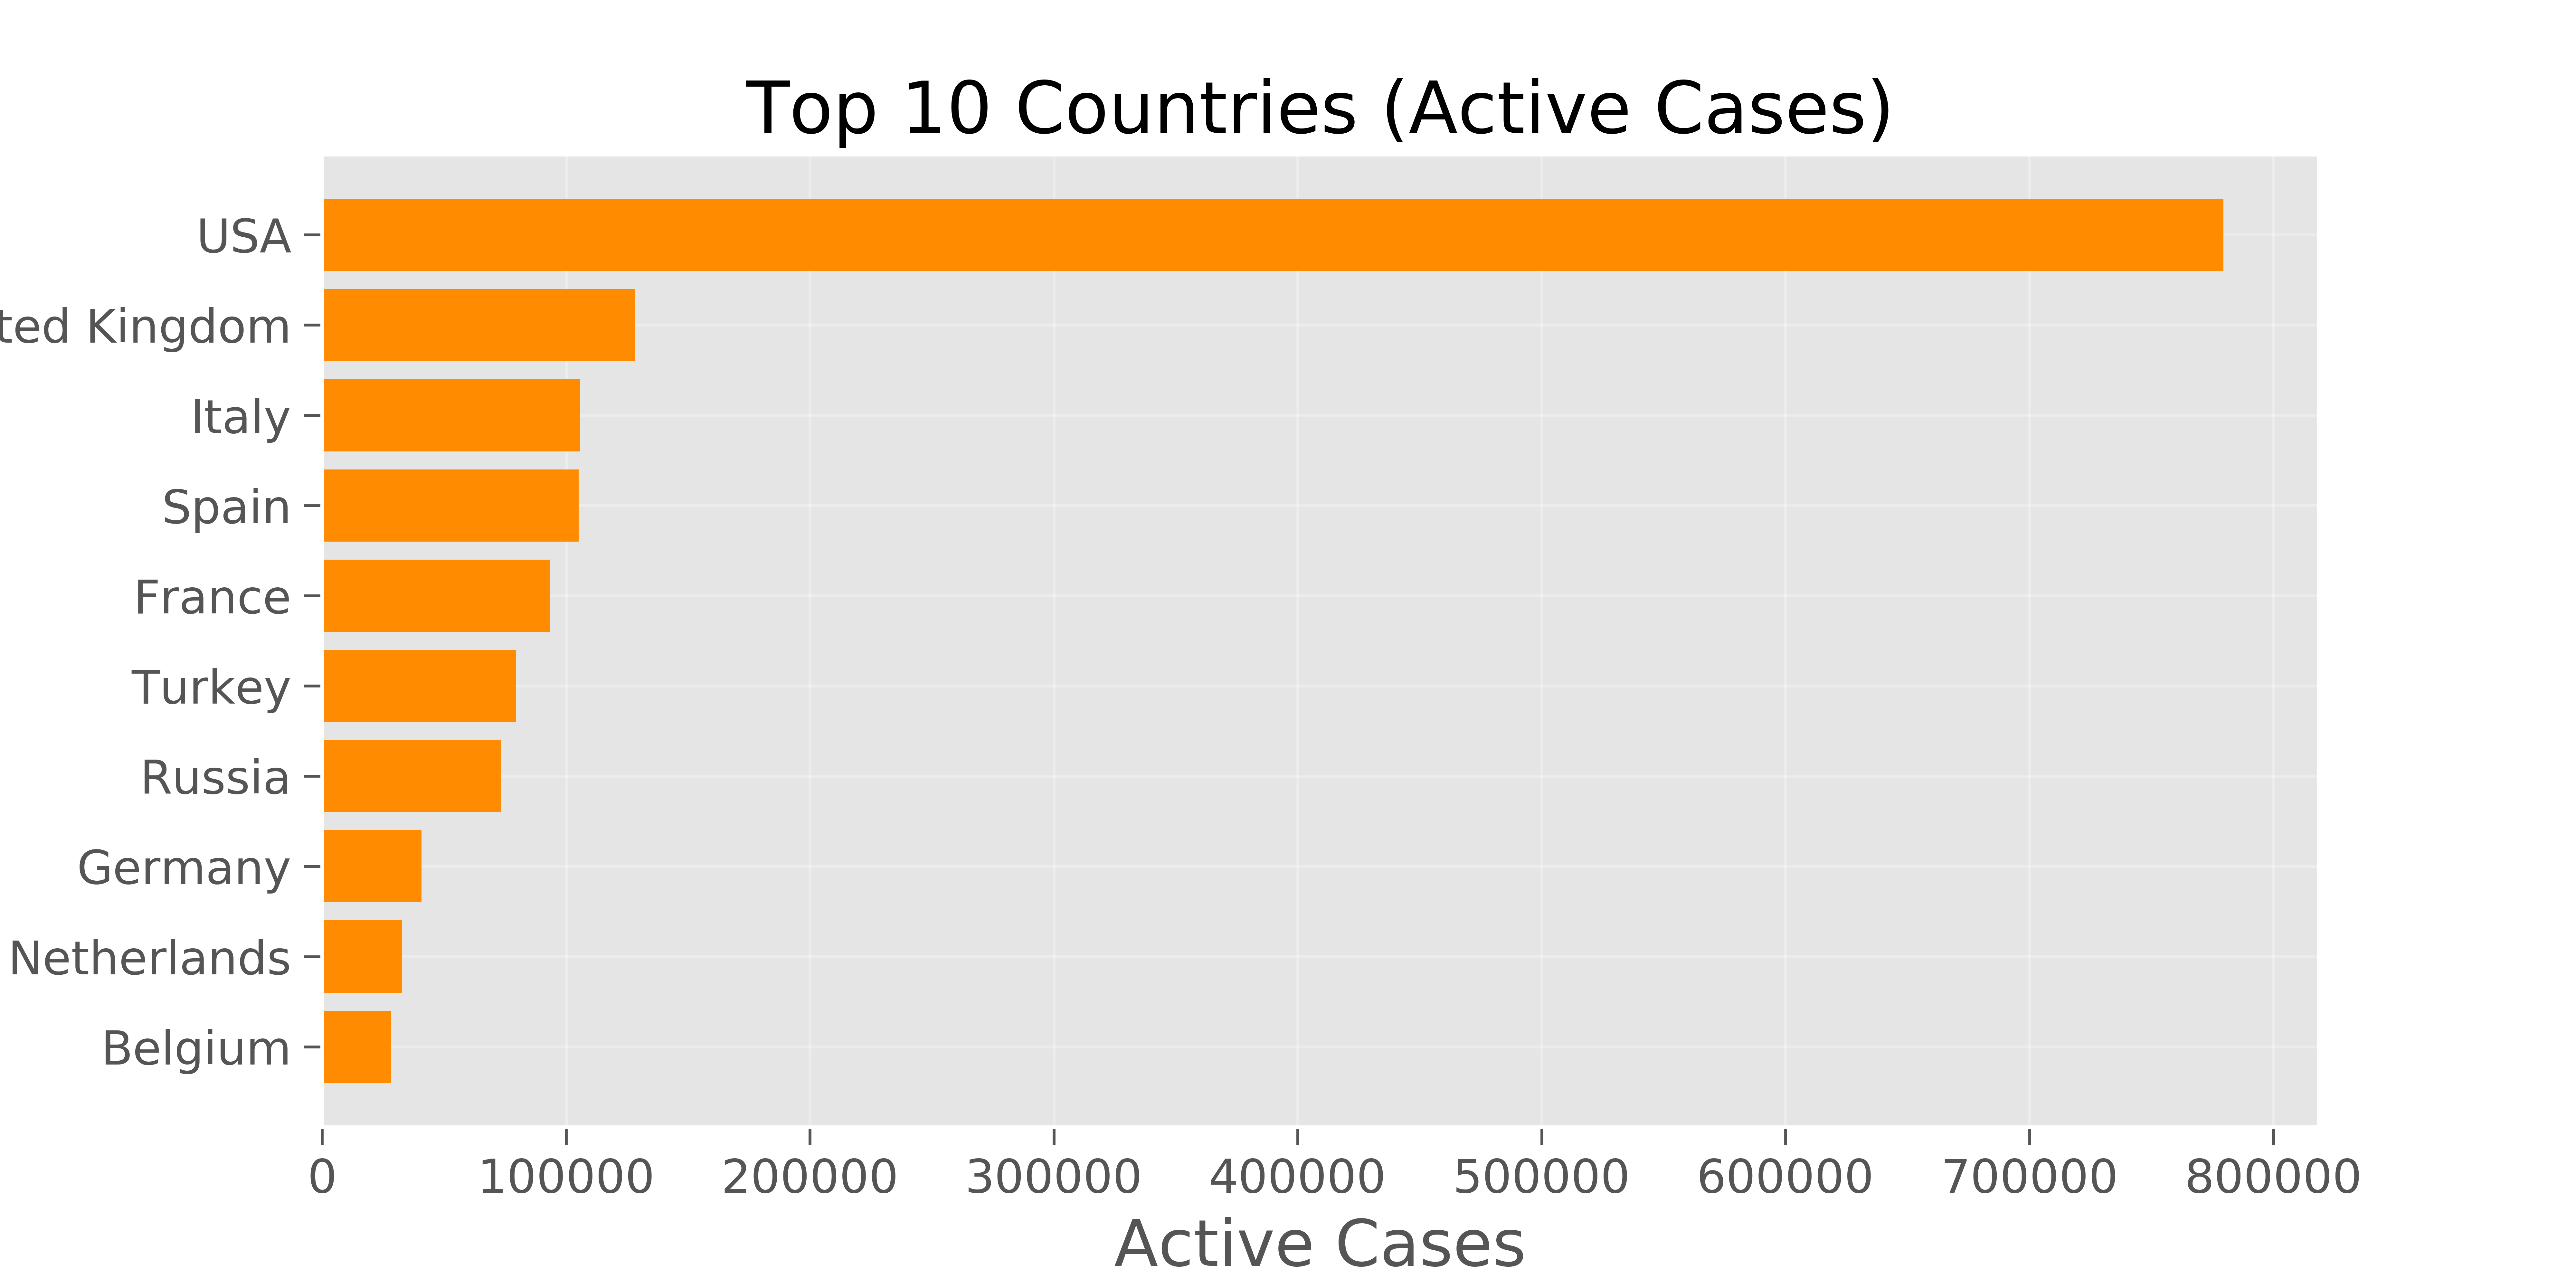 Top 10 Countries (Active Cases)
USA
ted Kingdom
Italy
Spain
France
Turkey
Russia
Germany
Netherlands
Belgium
0 100000 200000 300000 400000 500000 600000 700000 800000
Active Cases